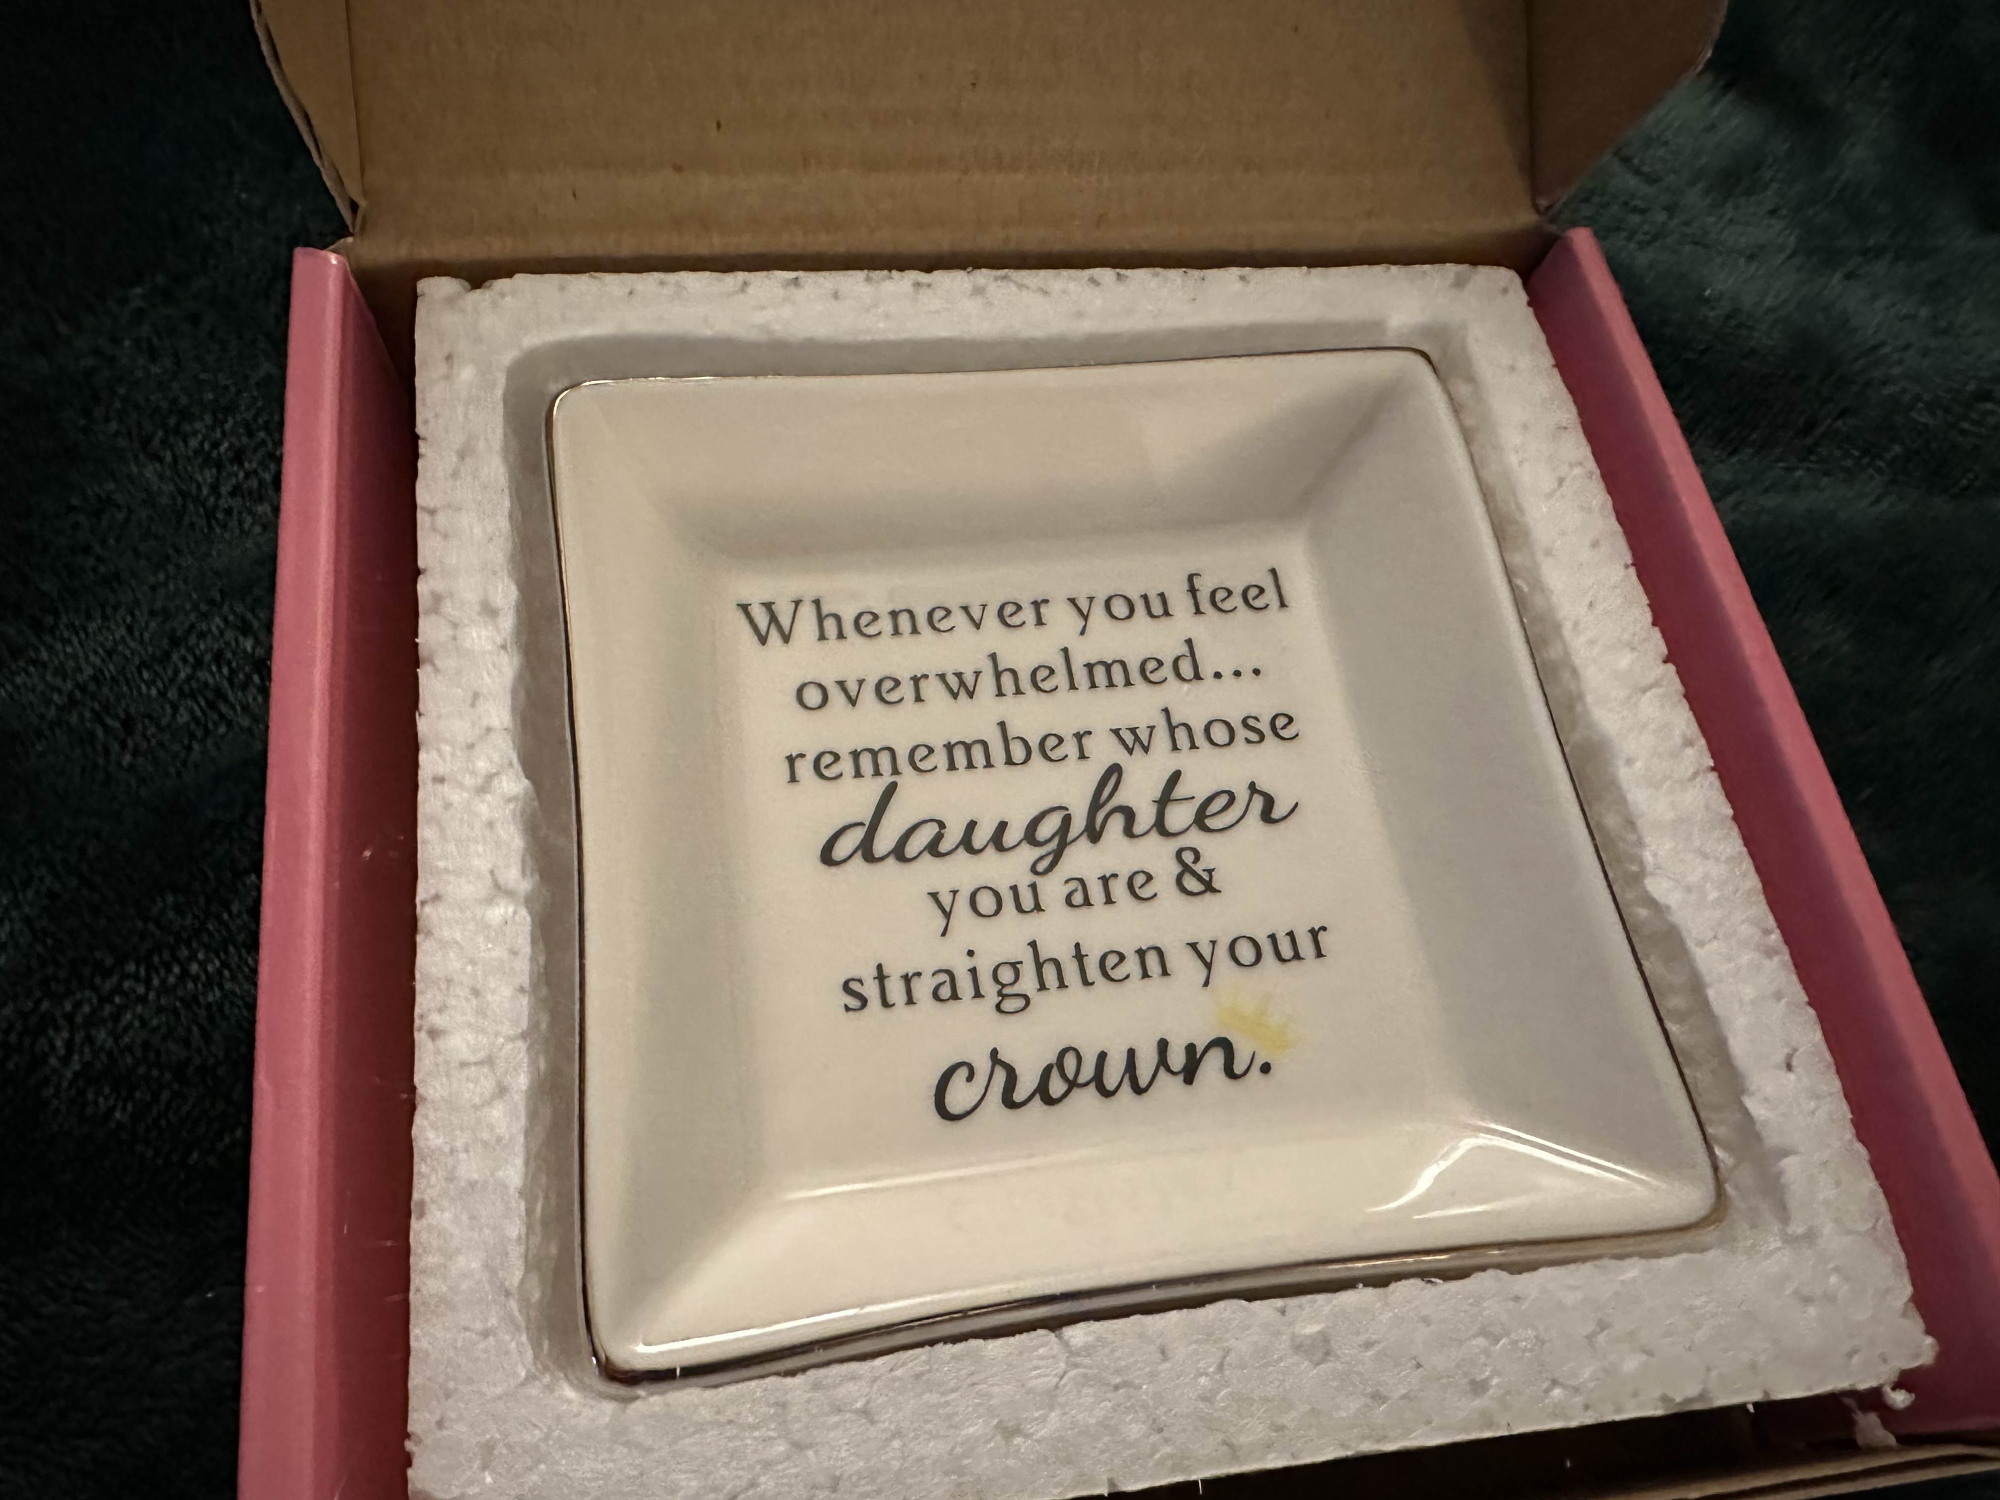 Whenever you feel
overwhelmed...
remember whose
daughter
you are &
straighten your
crown.